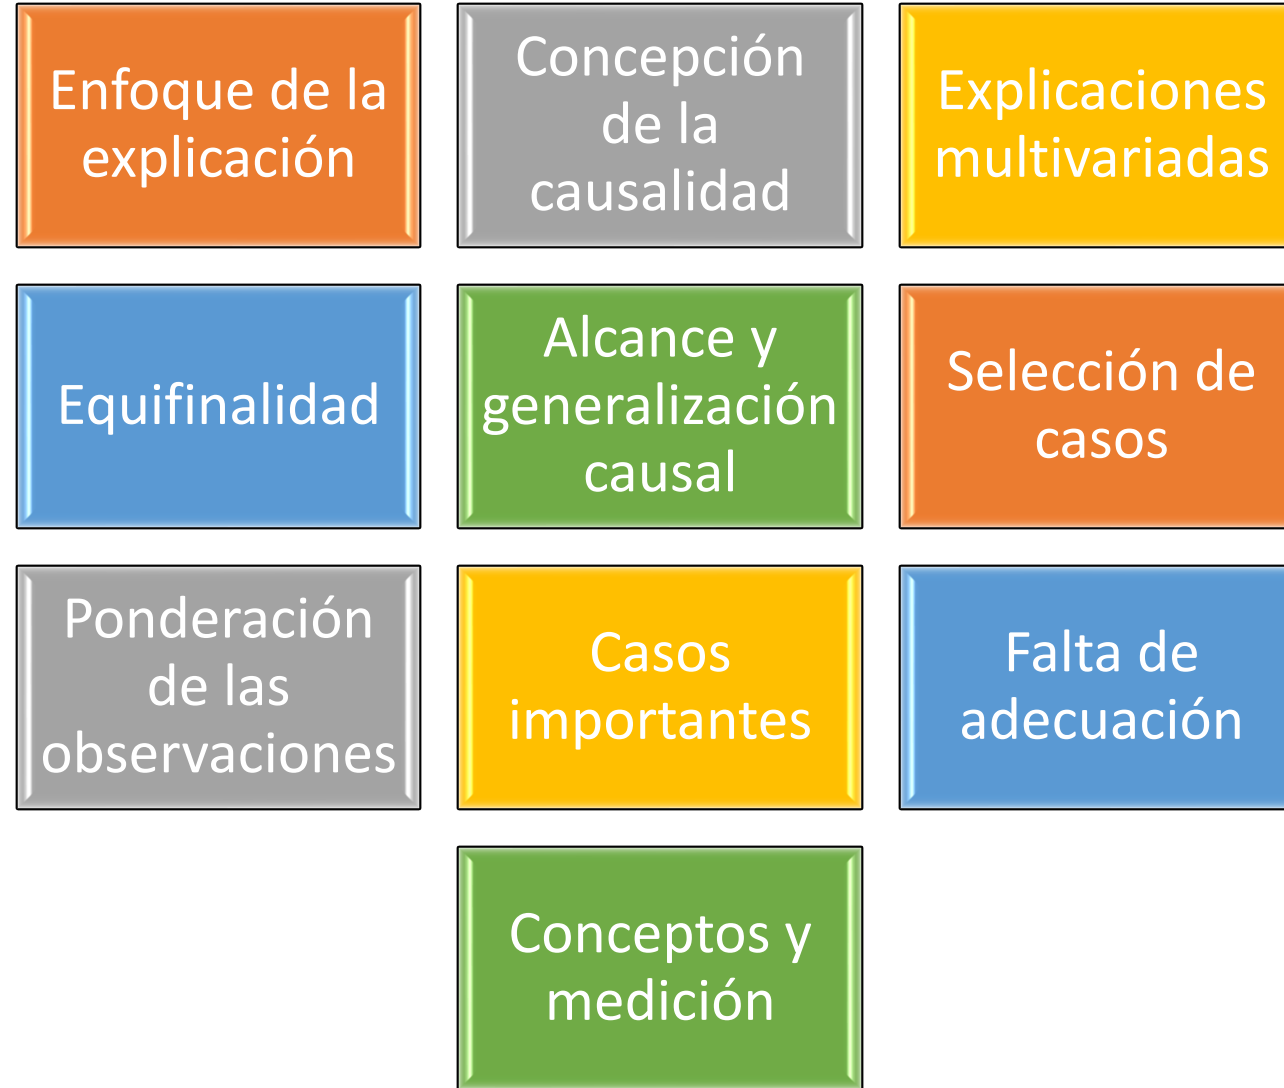 Enfoque de la
explicación
Concepción
de la
causalidad
Explicaciones
multivariadas
Equifinalidad
Alcance y
generalización
causal
Selección de
casos
Ponderación
de las
observaciones
Casos
importantes
Falta de
adecuación
Conceptos y
medición